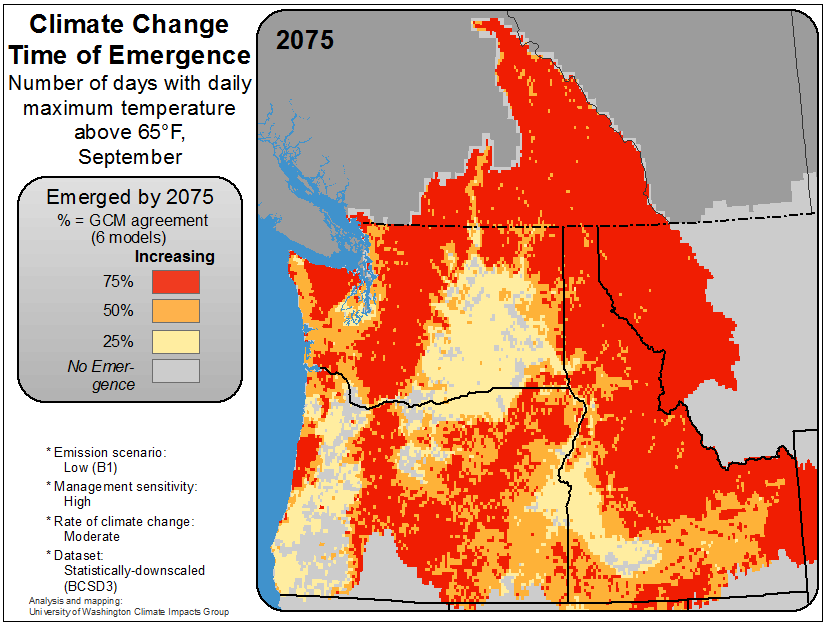 Climate Change
Time of Emergence
Number of days with daily
maximum temperature
above 65°F,
September
Emerged by 2075
% = GCM agreement
(6 models)
Increasing
75%
50%
25%
No Emer-
gence
* Emission scenario:
Low (B1)
* Management sensitivity:
High
* Rate of climate change:
Moderate
* Dataset:
Statistically-downscaled
(BCSD3)
Analysis and mapping:
University of Washington Climate Impacts Group
2075